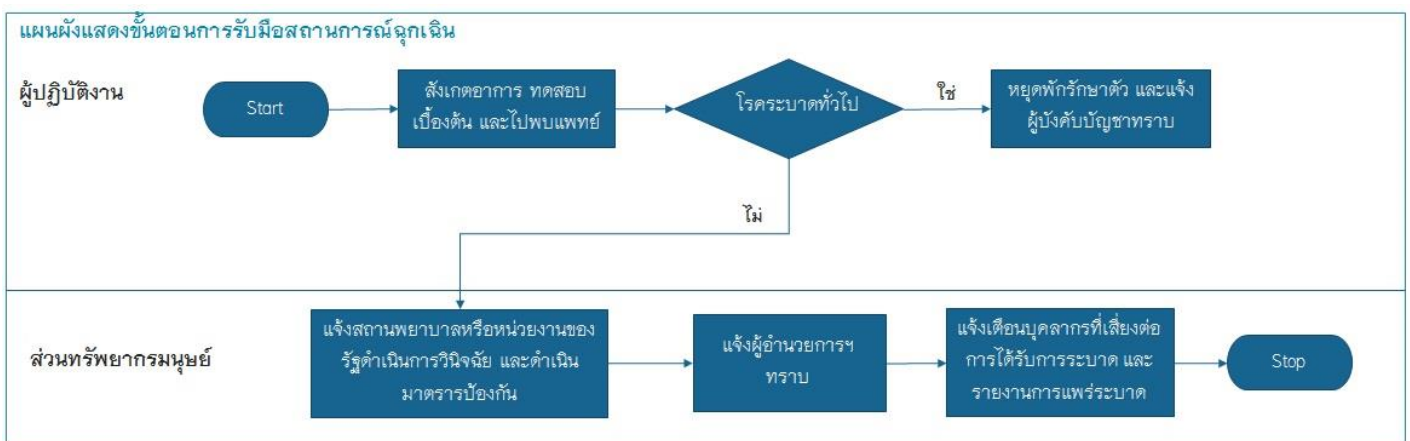 แผนผังแสดงขั้นตอนการรับมือสถานการณ์ฉุกเฉิน
ผู้ปฏิบัติงาน
Start
สังเกตอาการ ทดสอบ
เบื้องต้น และไปพบแพทย์
โรคระบาดทั่วไป
ใช่
หยุดพักรักษาตัว และแจ้ง
ผู้บังคับบัญชาทราบ
ไม่
ส่วนทรัพยากรมนุษย์
แจ้งสถานพยาบาลหรือหน่วยงานของ
รัฐดำเนินการวินิจฉัย และดำเนิน
มาตรารป้องกัน
แจ้งผู้อำนวยการฯ
ทราบ
แจ้งเตือนบุคลากรที่เสี่ยงต่อ
การได้รับการระบาด และ
รายงานการแพร่ระบาด
Stop